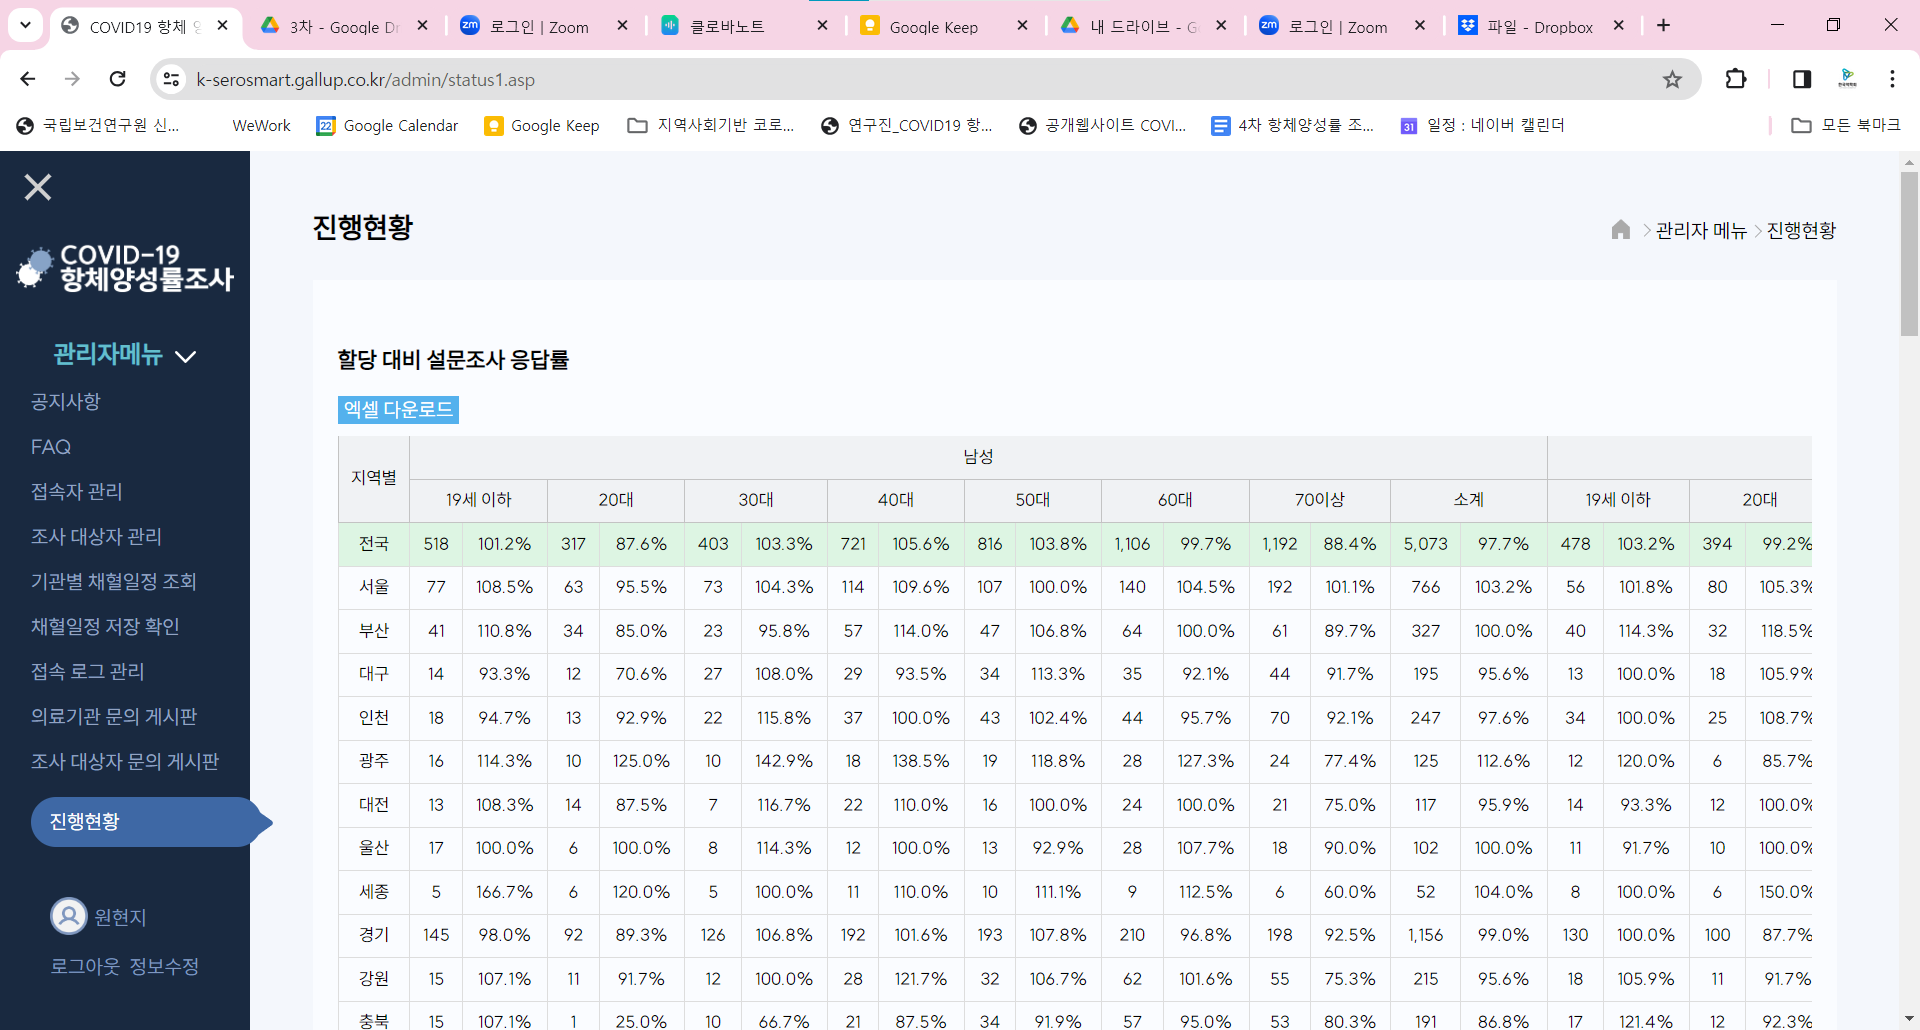 COVID19 항체 3차 - Google Dr 로그인 | Zoom 클로바노트 Google Keep 내 드라이브 - G 로그인 | Zoom 파일 - Dropbox
k-serosmart.gallup.co.kr/admin/status1.asp
국립보건연구원 신... WeWork Google Calendar Google Keep 지역사회기반 코로... 연구진_COVID19 항... 공개웹사이트 COVI... 4차 항체양성률 조... 일정 : 네이버 캘린더 모든 북마크
COVID-19
항체양성률조사
관리자메뉴
공지사항
FAQ
접속자 관리
조사 대상자 관리
기관별 채혈일정 조회
채혈일정 저장 확인
접속 로그 관리
의료기관 문의 게시판
조사 대상자 문의 게시판
진행현황
원현지
로그아웃 정보수정
진행현황
관리자 메뉴 > 진행현황
할당 대비 설문조사 응답률
엑셀 다운로드
지역별 남성
19세 이하 20대 30대 40대 50대 60대 70이상 소계 19세 이하 20대
전국 518 101.2% 317 87.6% 403 103.3% 721 105.6% 816 103.8% 1,106 99.7% 1,192 88.4% 5,073 97.7% 478 103.2% 394 99.2%
서울 77 108.5% 63 95.5% 73 104.3% 114 109.6% 107 100.0% 140 104.5% 192 101.1% 766 103.2% 56 101.8% 80 105.3%
부산 41 110.8% 34 85.0% 23 95.8% 57 114.0% 47 106.8% 64 100.0% 61 89.7% 327 100.0% 40 114.3% 32 118.5%
대구 14 93.3% 12 70.6% 27 108.0% 29 93.5% 34 113.3% 35 92.1% 44 91.7% 195 95.6% 13 100.0% 18 105.9%
인천 18 94.7% 13 92.9% 22 115.8% 37 100.0% 43 102.4% 44 95.7% 70 92.1% 247 97.6% 34 100.0% 25 108.7%
광주 16 114.3% 10 125.0% 10 142.9% 18 138.5% 19 118.8% 28 127.3% 24 77.4% 125 112.6% 12 120.0% 6 85.7%
대전 13 108.3% 14 87.5% 7 116.7% 22 110.0% 16 100.0% 24 100.0% 21 75.0% 117 95.9% 14 93.3% 12 100.0%
울산 17 100.0% 6 100.0% 8 114.3% 12 100.0% 13 92.9% 28 107.7% 18 90.0% 102 100.0% 11 91.7% 10 100.0%
세종 5 166.7% 6 120.0% 5 100.0% 11 110.0% 10 111.1% 9 112.5% 6 60.0% 52 104.0% 8 100.0% 6 150.0%
경기 145 98.0% 92 89.3% 126 106.8% 192 101.6% 193 107.8% 210 96.8% 198 92.5% 1,156 99.0% 130 100.0% 100 87.7%
강원 15 107.1% 11 91.7% 12 100.0% 28 121.7% 32 106.7% 62 101.6% 55 75.3% 215 95.6% 18 105.9% 11 91.7%
충북 15 107.1% 1 25.0% 10 66.7% 21 87.5% 34 91.9% 57 95.0% 53 80.3% 191 86.8% 17 121.4% 12 92.3%